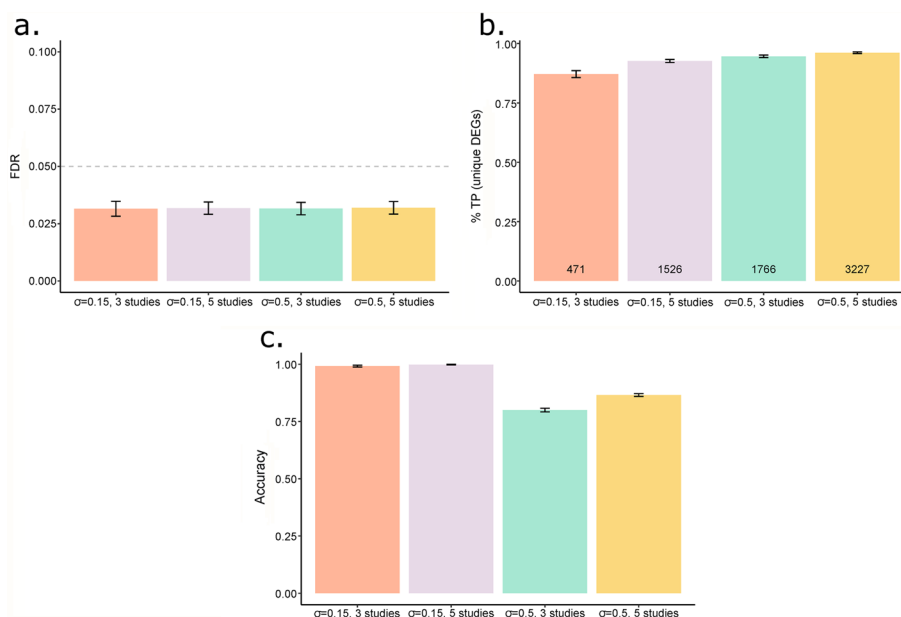 a.
0.100
0.075
0.050
0.025
0.000
FDR
σ=0.15, 3 studies σ=0.15, 5 studies σ=0.5, 3 studies σ=0.5, 5 studies
b.
1.00
0.75
0.50
0.25
0.00
% TP (unique DEGs)
471 1526 1766 3227
σ=0.15, 3 studies σ=0.15, 5 studies σ=0.5, 3 studies σ=0.5, 5 studies
c.
1.00
0.75
0.50
0.25
0.00
Accuracy
σ=0.15, 3 studies σ=0.15, 5 studies σ=0.5, 3 studies σ=0.5, 5 studies